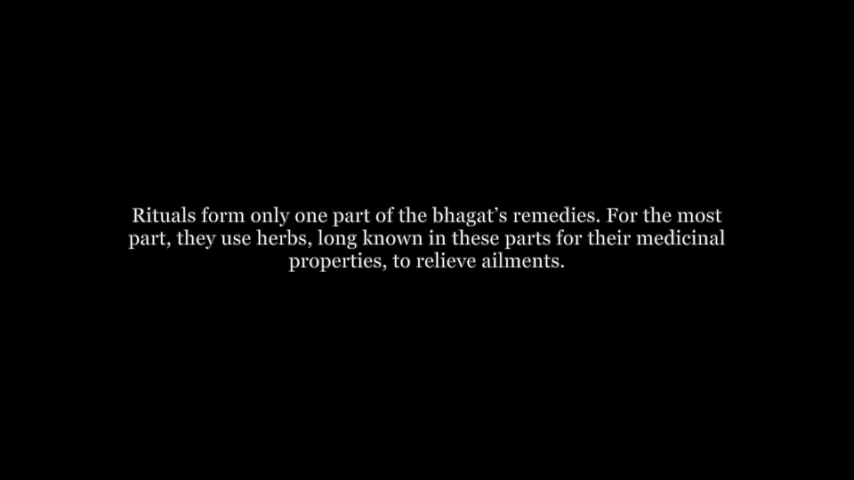 Rituals form only one part of the bhagat’s remedies. For the most
part, they use herbs, long known in these parts for their medicinal
properties, to relieve ailments.